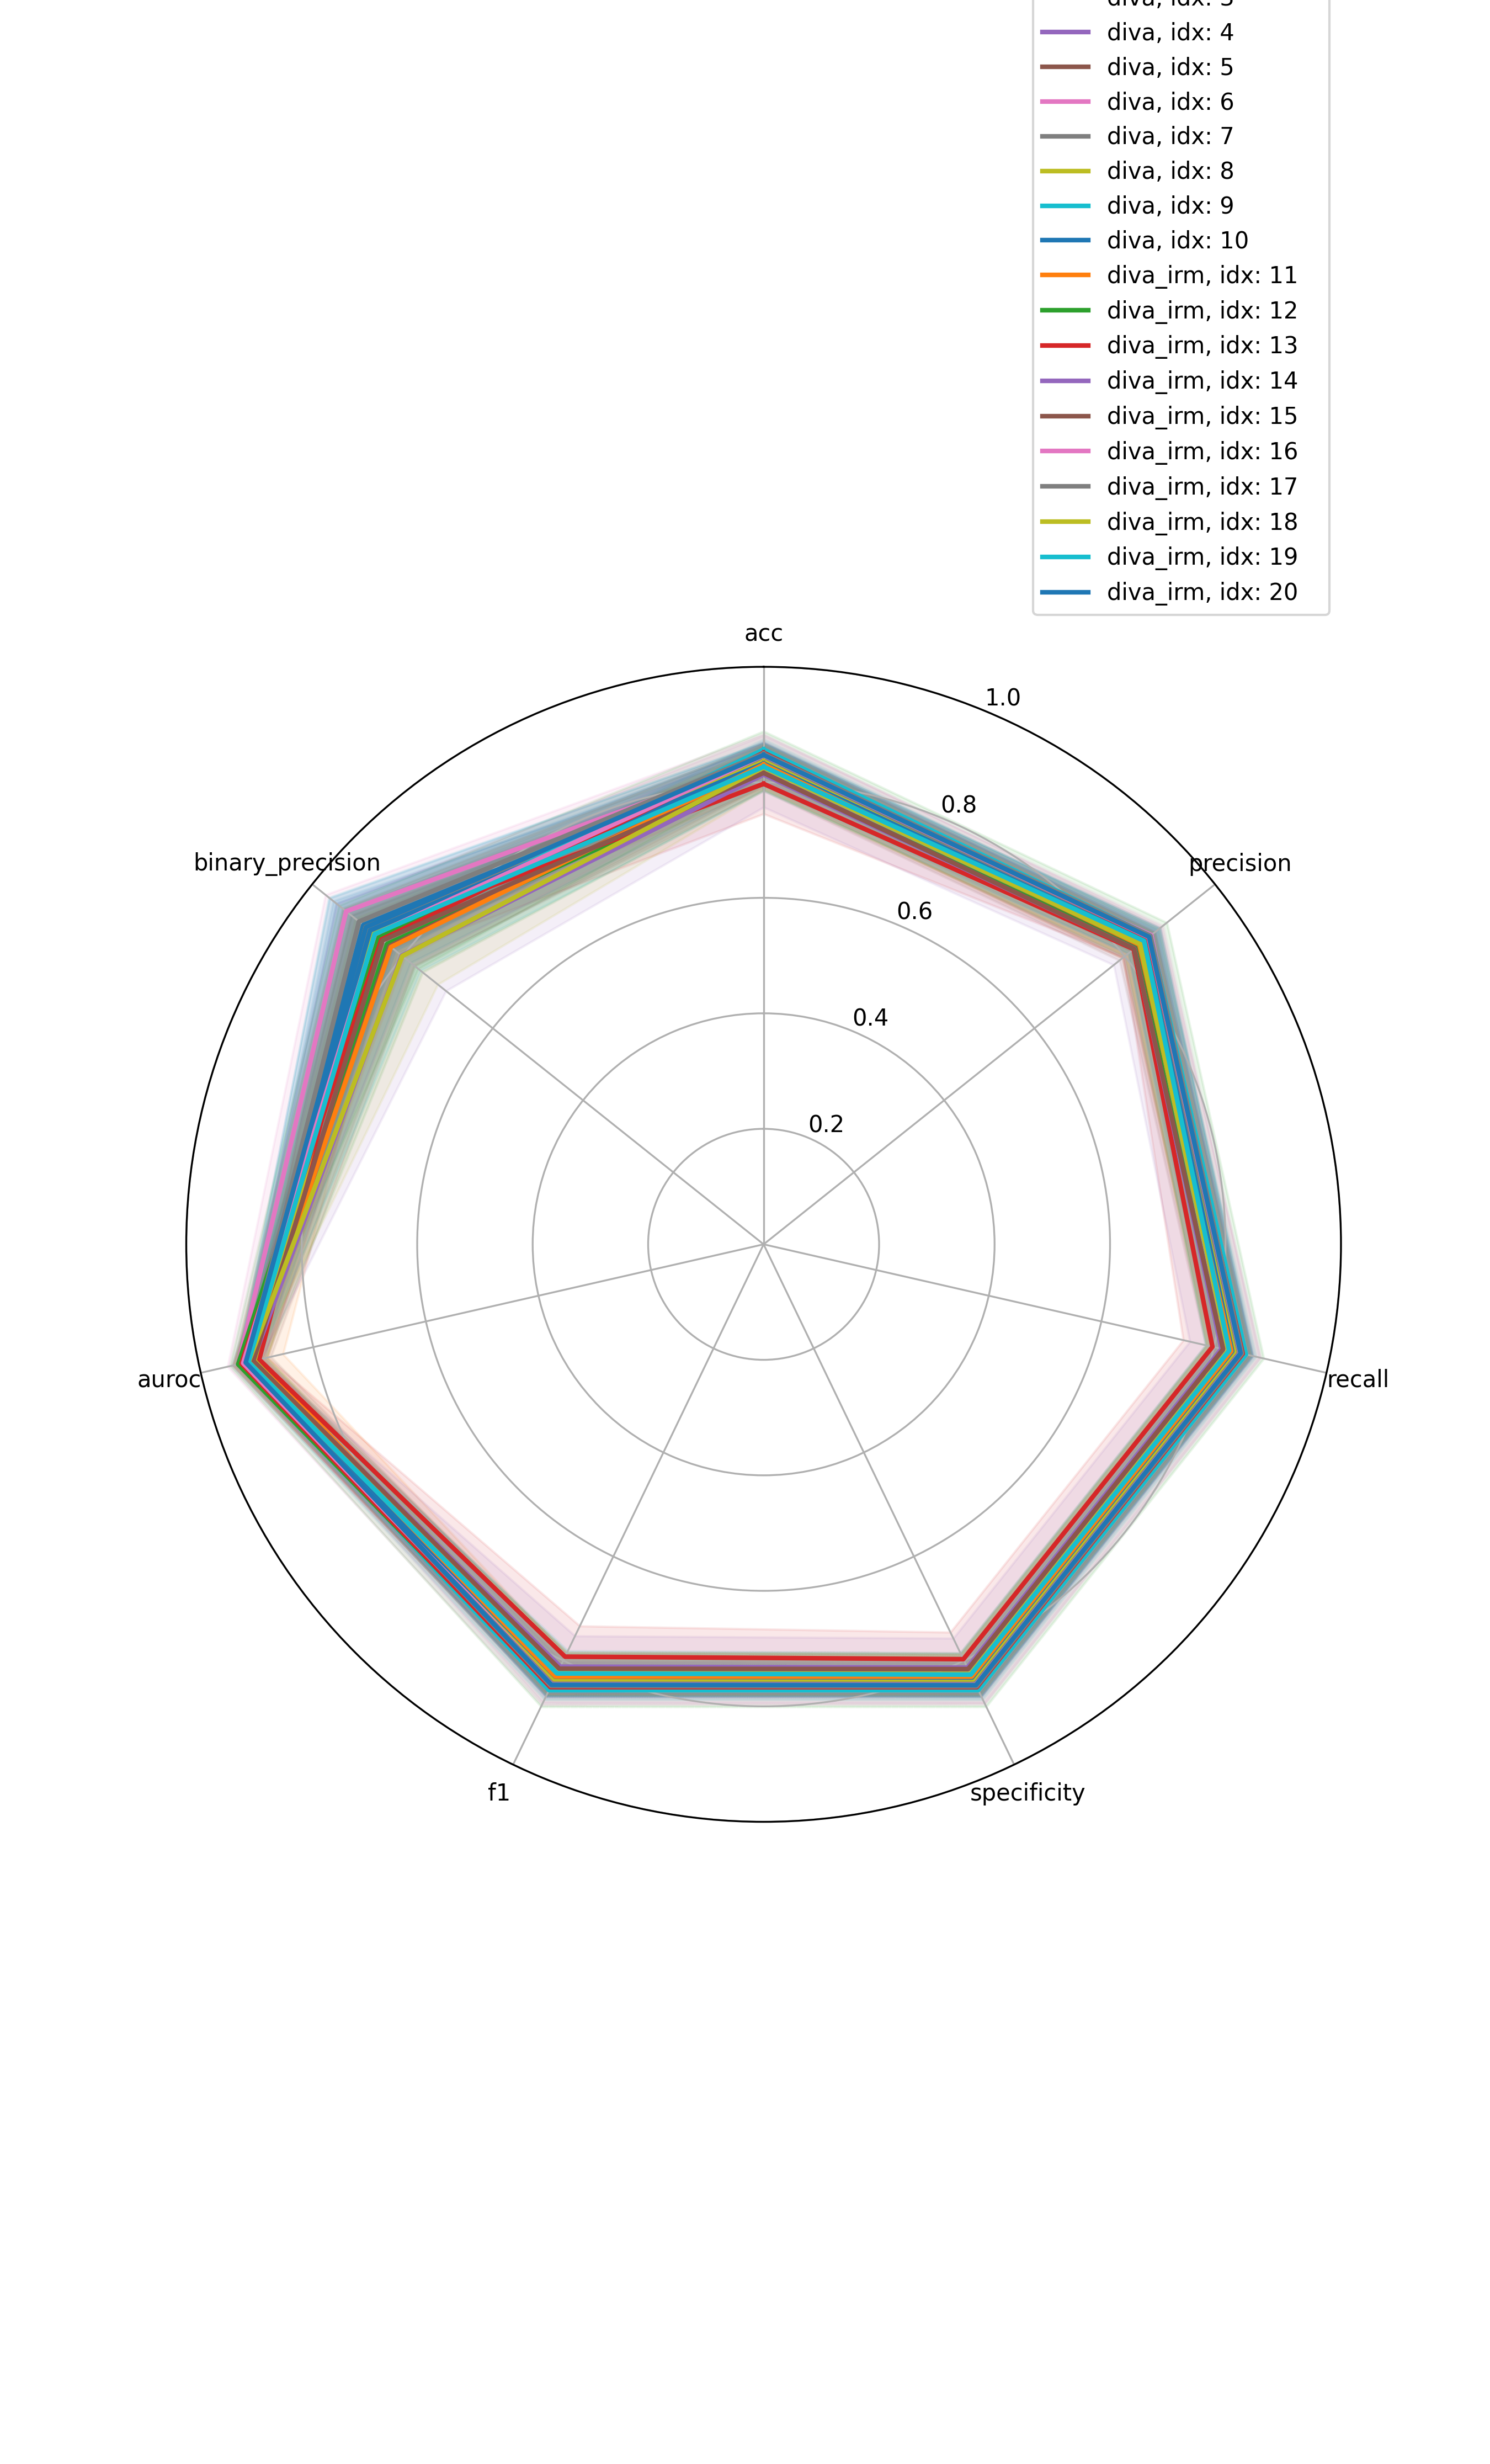 diva, idx: 3
diva, idx: 4
diva, idx: 5
diva, idx: 6
diva, idx: 7
diva, idx: 8
diva, idx: 9
diva, idx: 10
diva_irm, idx: 11
diva_irm, idx: 12
diva_irm, idx: 13
diva_irm, idx: 14
diva_irm, idx: 15
diva_irm, idx: 16
diva_irm, idx: 17
diva_irm, idx: 18
diva_irm, idx: 19
diva_irm, idx: 20
acc
1.0
0.8
binary_precision
precision
0.6
0.4
0.2
auroc
recall
f1
specificity